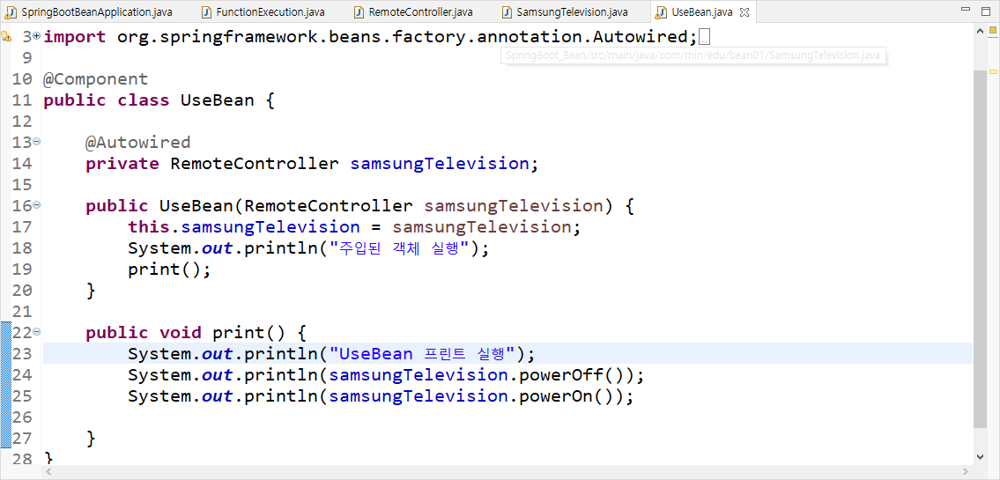 SpringBootBeanApplication.java FunctionExecution.java RemoteController.java SamsungTelevision.java UseBean.java
3 import org.springframework.beans.factory.annotation.Autowired;
SpringBoot_Bean/src/main/java/com/min/edu/bean01/SamsungTelevision.java
9
10 @Component
11 public class UseBean {
12
13 @Autowired
14 private RemoteController samsungTelevision;
15
16 public UseBean(RemoteController samsungTelevision) {
17 this.samsungTelevision = samsungTelevision;
18 System.out.println("주입된 객체 실행");
19 print();
20 }
21
22 public void print() {
23 System.out.println("UseBean 프린트 실행");
24 System.out.println(samsungTelevision.powerOff());
25 System.out.println(samsungTelevision.powerOn());
26
27 }
28 }